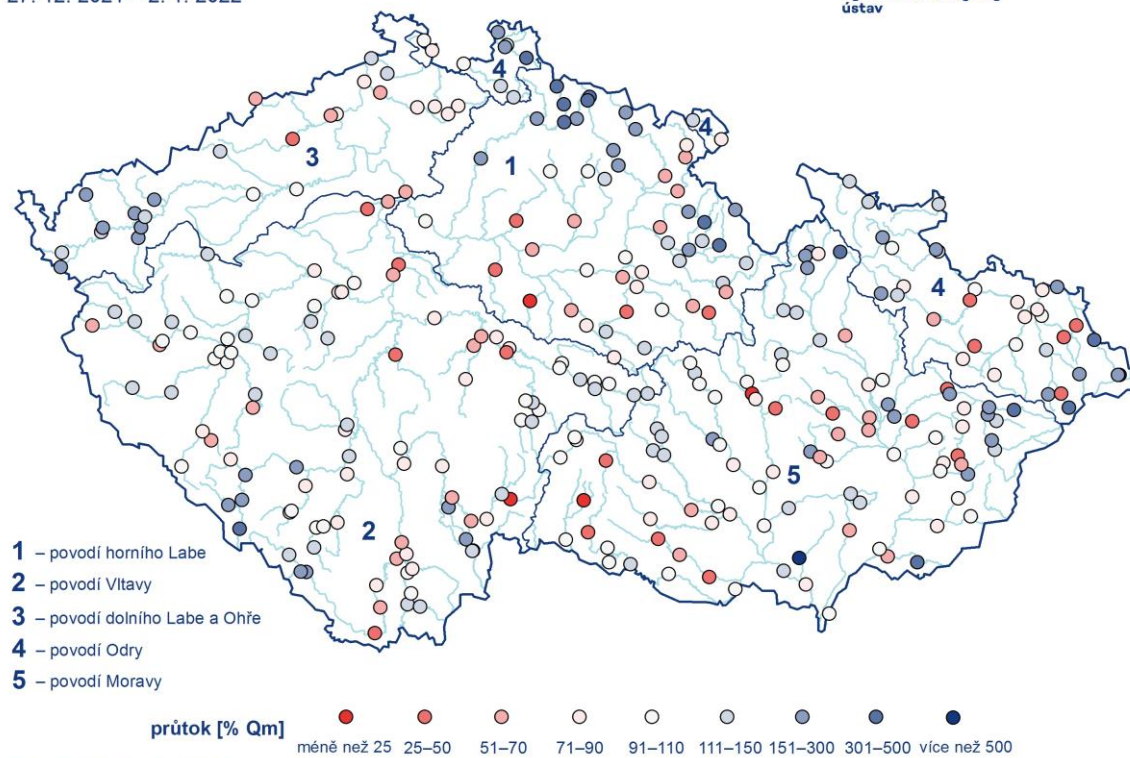 ústav
4
4
3
1
4
5
2
1 – povodí horního Labe
2 – povodí Vltavy
3 – povodí dolního Labe a Ohře
4 – povodí Odry
5 – povodí Moravy
průtok [% Qm]
méně než 25 25–50 51–70 71–90 91–110 111–150 151–300 301–500 více než 500